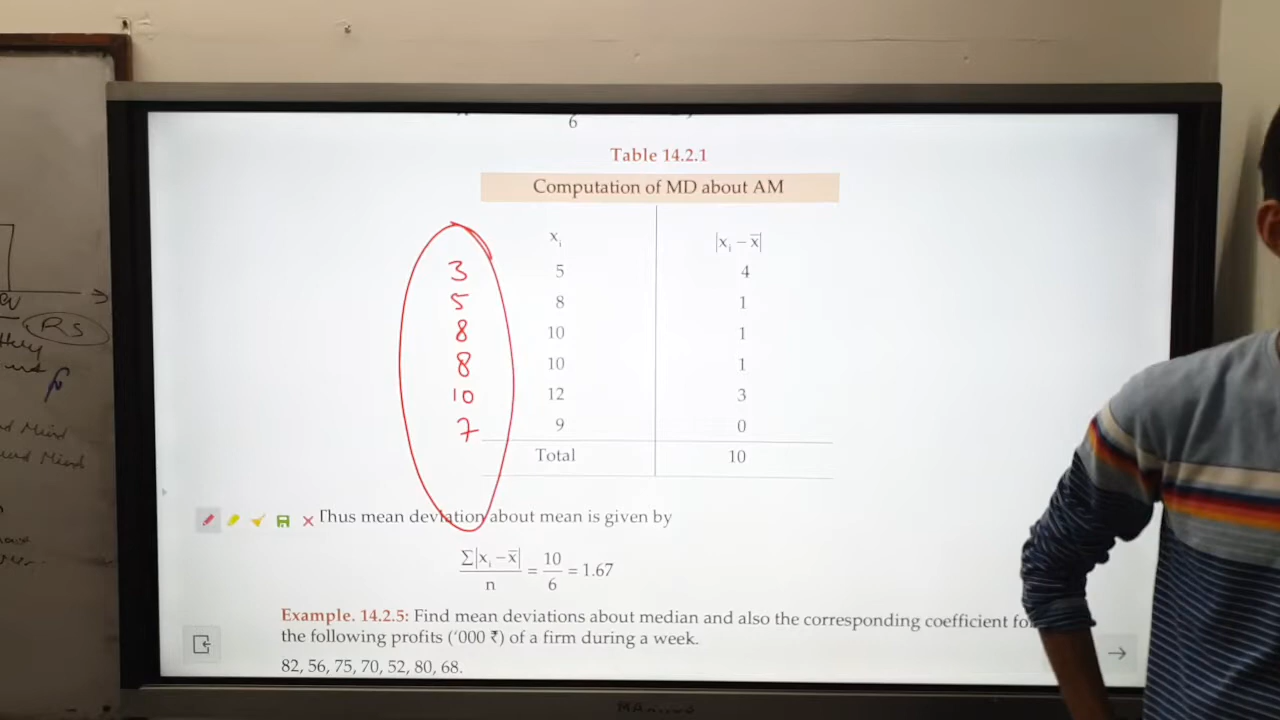 6
Table 14.2.1
Computation of MD about AM
xi |xi – x̄|
3 5 4
5 8 1
8 10 1
8 10 1
10 12 3
7 9 0
Total 10
Thus mean deviation about mean is given by
Σ|xi – x̄| / n = 10/6 = 1.67
Example. 14.2.5: Find mean deviations about median and also the corresponding coefficient
the following profits ('000 ₹) of a firm during a week.
82, 56, 75, 70, 52, 80, 68.
RS